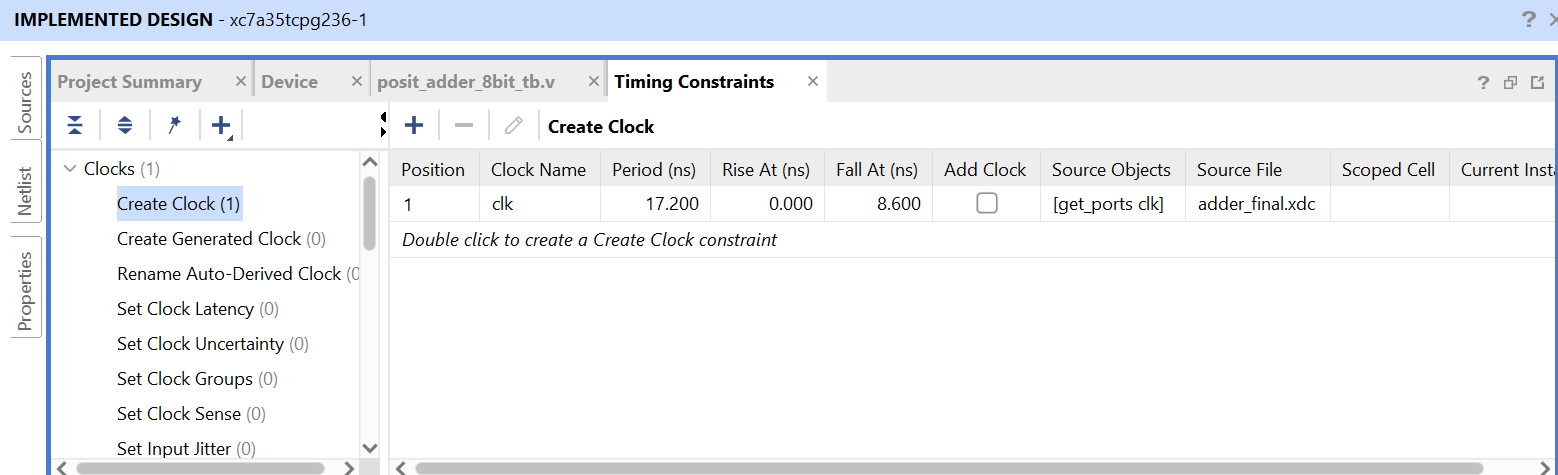 IMPLEMENTED DESIGN - xc7a35tcpg236-1
Sources
Netlist
Properties
Project Summary
Device
posit_adder_8bit_tb.v
Timing Constraints
Create Clock
Clocks (1)
Create Clock (1)
Create Generated Clock (0)
Rename Auto-Derived Clock (0
Set Clock Latency (0)
Set Clock Uncertainty (0)
Set Clock Groups (0)
Set Clock Sense (0)
Set Input Jitter (0)
Position Clock Name Period (ns) Rise At (ns) Fall At (ns) Add Clock Source Objects Source File Scoped Cell Current Insta
1 clk 17.200 0.000 8.600 [get_ports clk] adder_final.xdc
Double click to create a Create Clock constraint